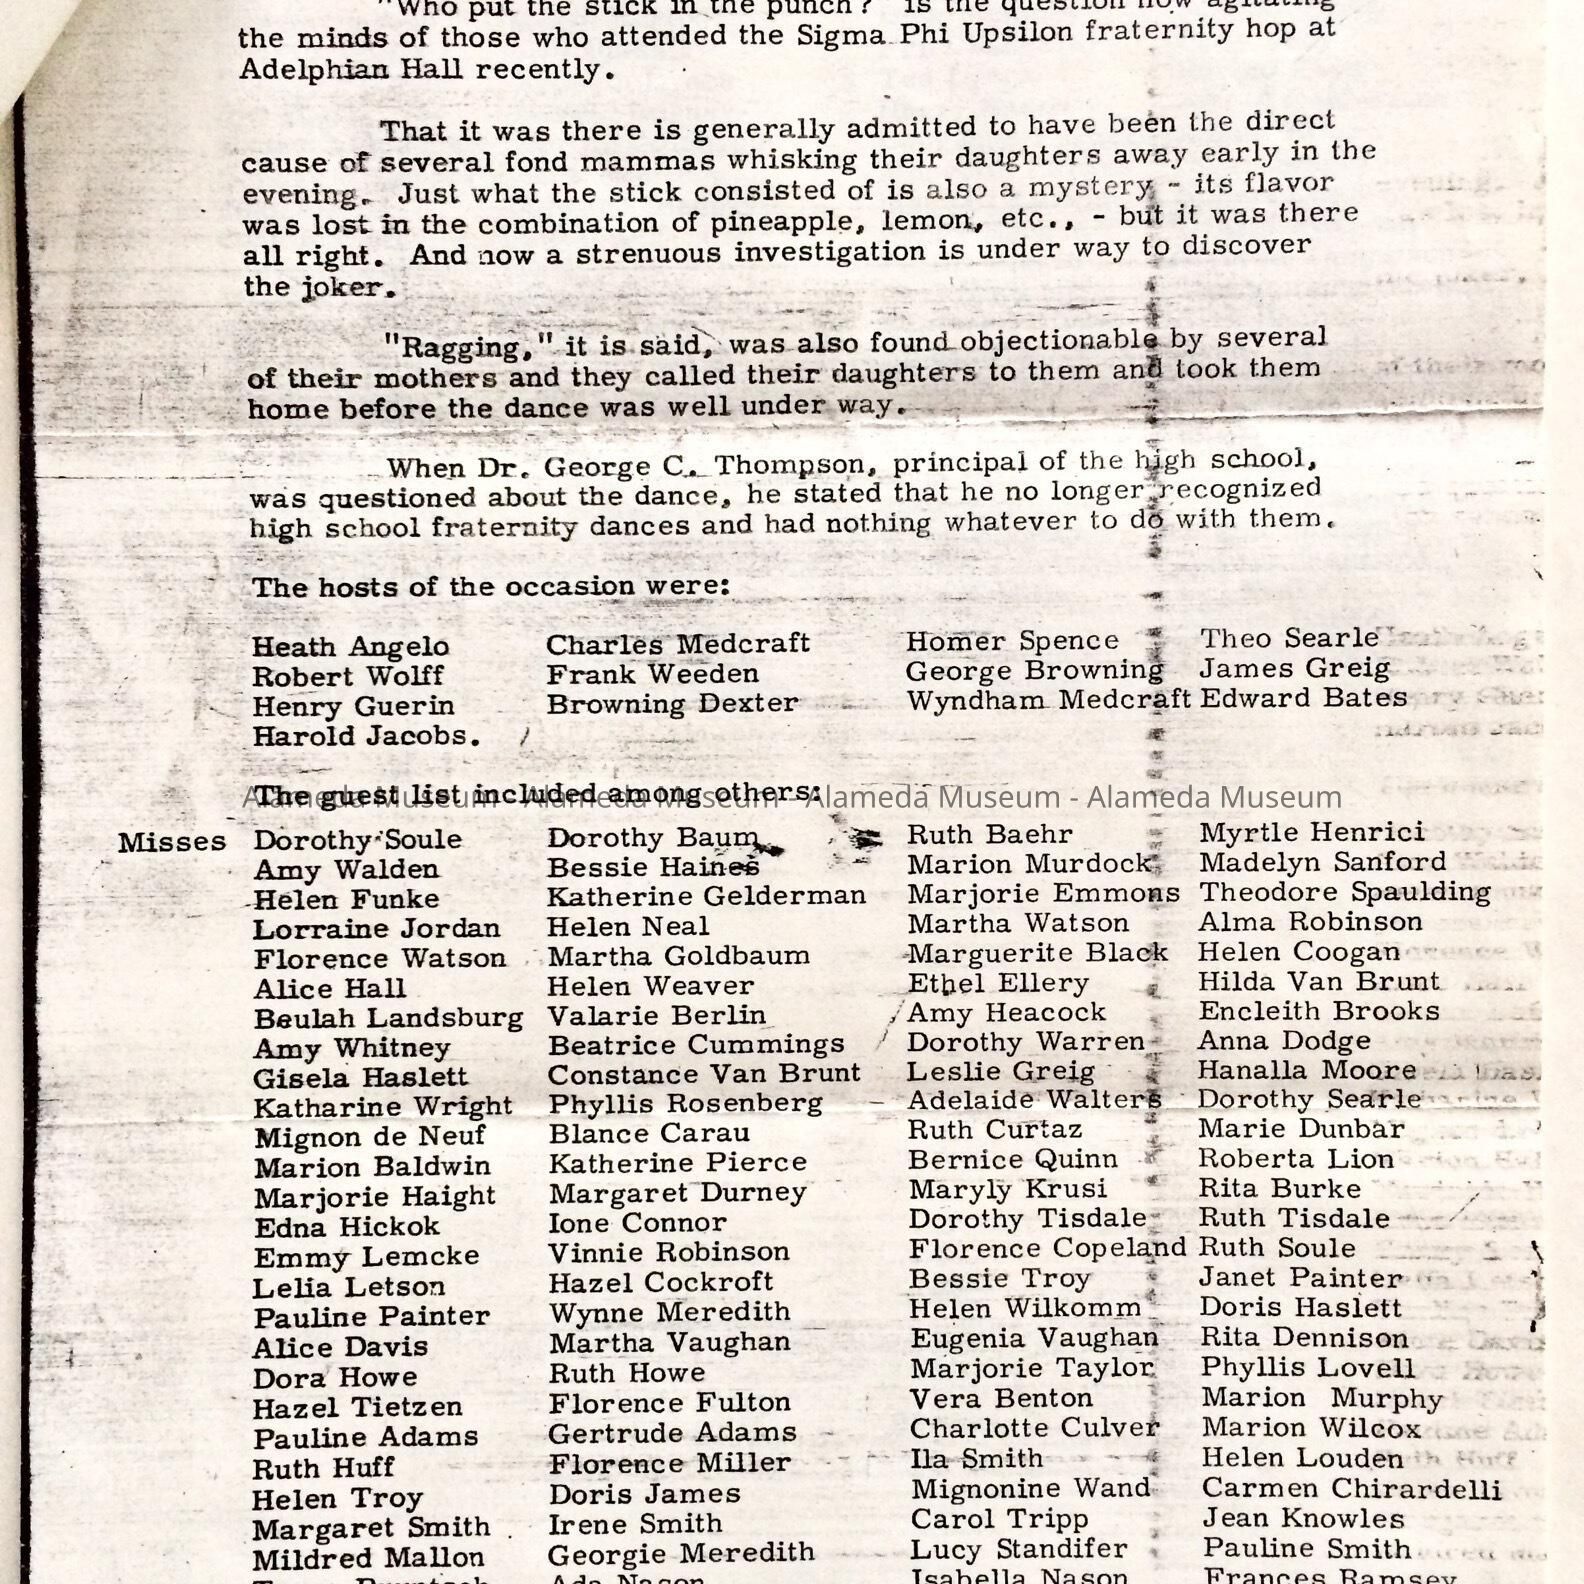 "Who put the stick in the punch?" is the question now agitating
the minds of those who attended the Sigma Phi Upsilon fraternity hop at
Adelphian Hall recently.
That it was there is generally admitted to have been the direct
cause of several fond mammas whisking their daughters away early in the
evening. Just what the stick consisted of is also a mystery - its flavor
was lost in the combination of pineapple, lemon, etc., - but it was there
all right. And now a strenuous investigation is under way to discover
the joker.
"Ragging," it is said, was also found objectionable by several
of their mothers and they called their daughters to them and took them
home before the dance was well under way.
When Dr. George C. Thompson, principal of the high school,
was questioned about the dance, he stated that he no longer recognized
high school fraternity dances and had nothing whatever to do with them.
The hosts of the occasion were:
Heath Angelo Charles Medcraft Homer Spence Theo Searle
Robert Wolff Frank Weeden George Browning James Greig
Henry Guerin Browning Dexter Wyndham Medcraft Edward Bates
Harold Jacobs.
The guest list included among others:
Alameda Museum - Alameda Museum - Alameda Museum - Alameda Museum
Misses Dorothy Soule Dorothy Baum Ruth Baehr Myrtle Henrici
Amy Walden Bessie Haines Marion Murdock Madelyn Sanford
Helen Funke Katherine Gelderman Marjorie Emmons Theodore Spaulding
Lorraine Jordan Helen Neal Martha Watson Alma Robinson
Florence Watson Martha Goldbaum Marguerite Black Helen Coogan
Alice Hall Helen Weaver Ethel Ellery Hilda Van Brunt
Beulah Landsburg Valarie Berlin Amy Heacock Encleith Brooks
Amy Whitney Beatrice Cummings Dorothy Warren Anna Dodge
Gisela Haslett Constance Van Brunt Leslie Greig Hanalla Moore
Katharine Wright Phyllis Rosenberg Adelaide Walters Dorothy Searle
Mignon de Neuf Blance Carau Ruth Curtaz Marie Dunbar
Marion Baldwin Katherine Pierce Bernice Quinn Roberta Lion
Marjorie Haight Margaret Durney Maryly Krusi Rita Burke
Edna Hickok Ione Connor Dorothy Tisdale Ruth Tisdale
Emmy Lemcke Vinnie Robinson Florence Copeland Ruth Soule
Lelia Letson Hazel Cockroft Bessie Troy Janet Painter
Pauline Painter Wynne Meredith Helen Wilkomm Doris Haslett
Alice Davis Martha Vaughan Eugenia Vaughan Rita Dennison
Dora Howe Ruth Howe Marjorie Taylor Phyllis Lovell
Hazel Tietzen Florence Fulton Vera Benton Marion Murphy
Pauline Adams Gertrude Adams Charlotte Culver Marion Wilcox
Ruth Huff Florence Miller Ila Smith Helen Louden
Helen Troy Doris James Mignonine Wand Carmen Chirardelli
Margaret Smith Irene Smith Carol Tripp Jean Knowles
Mildred Mallon Georgie Meredith Lucy Standifer Pauline Smith
Ada Nason Isabella Nason Frances Ramsey